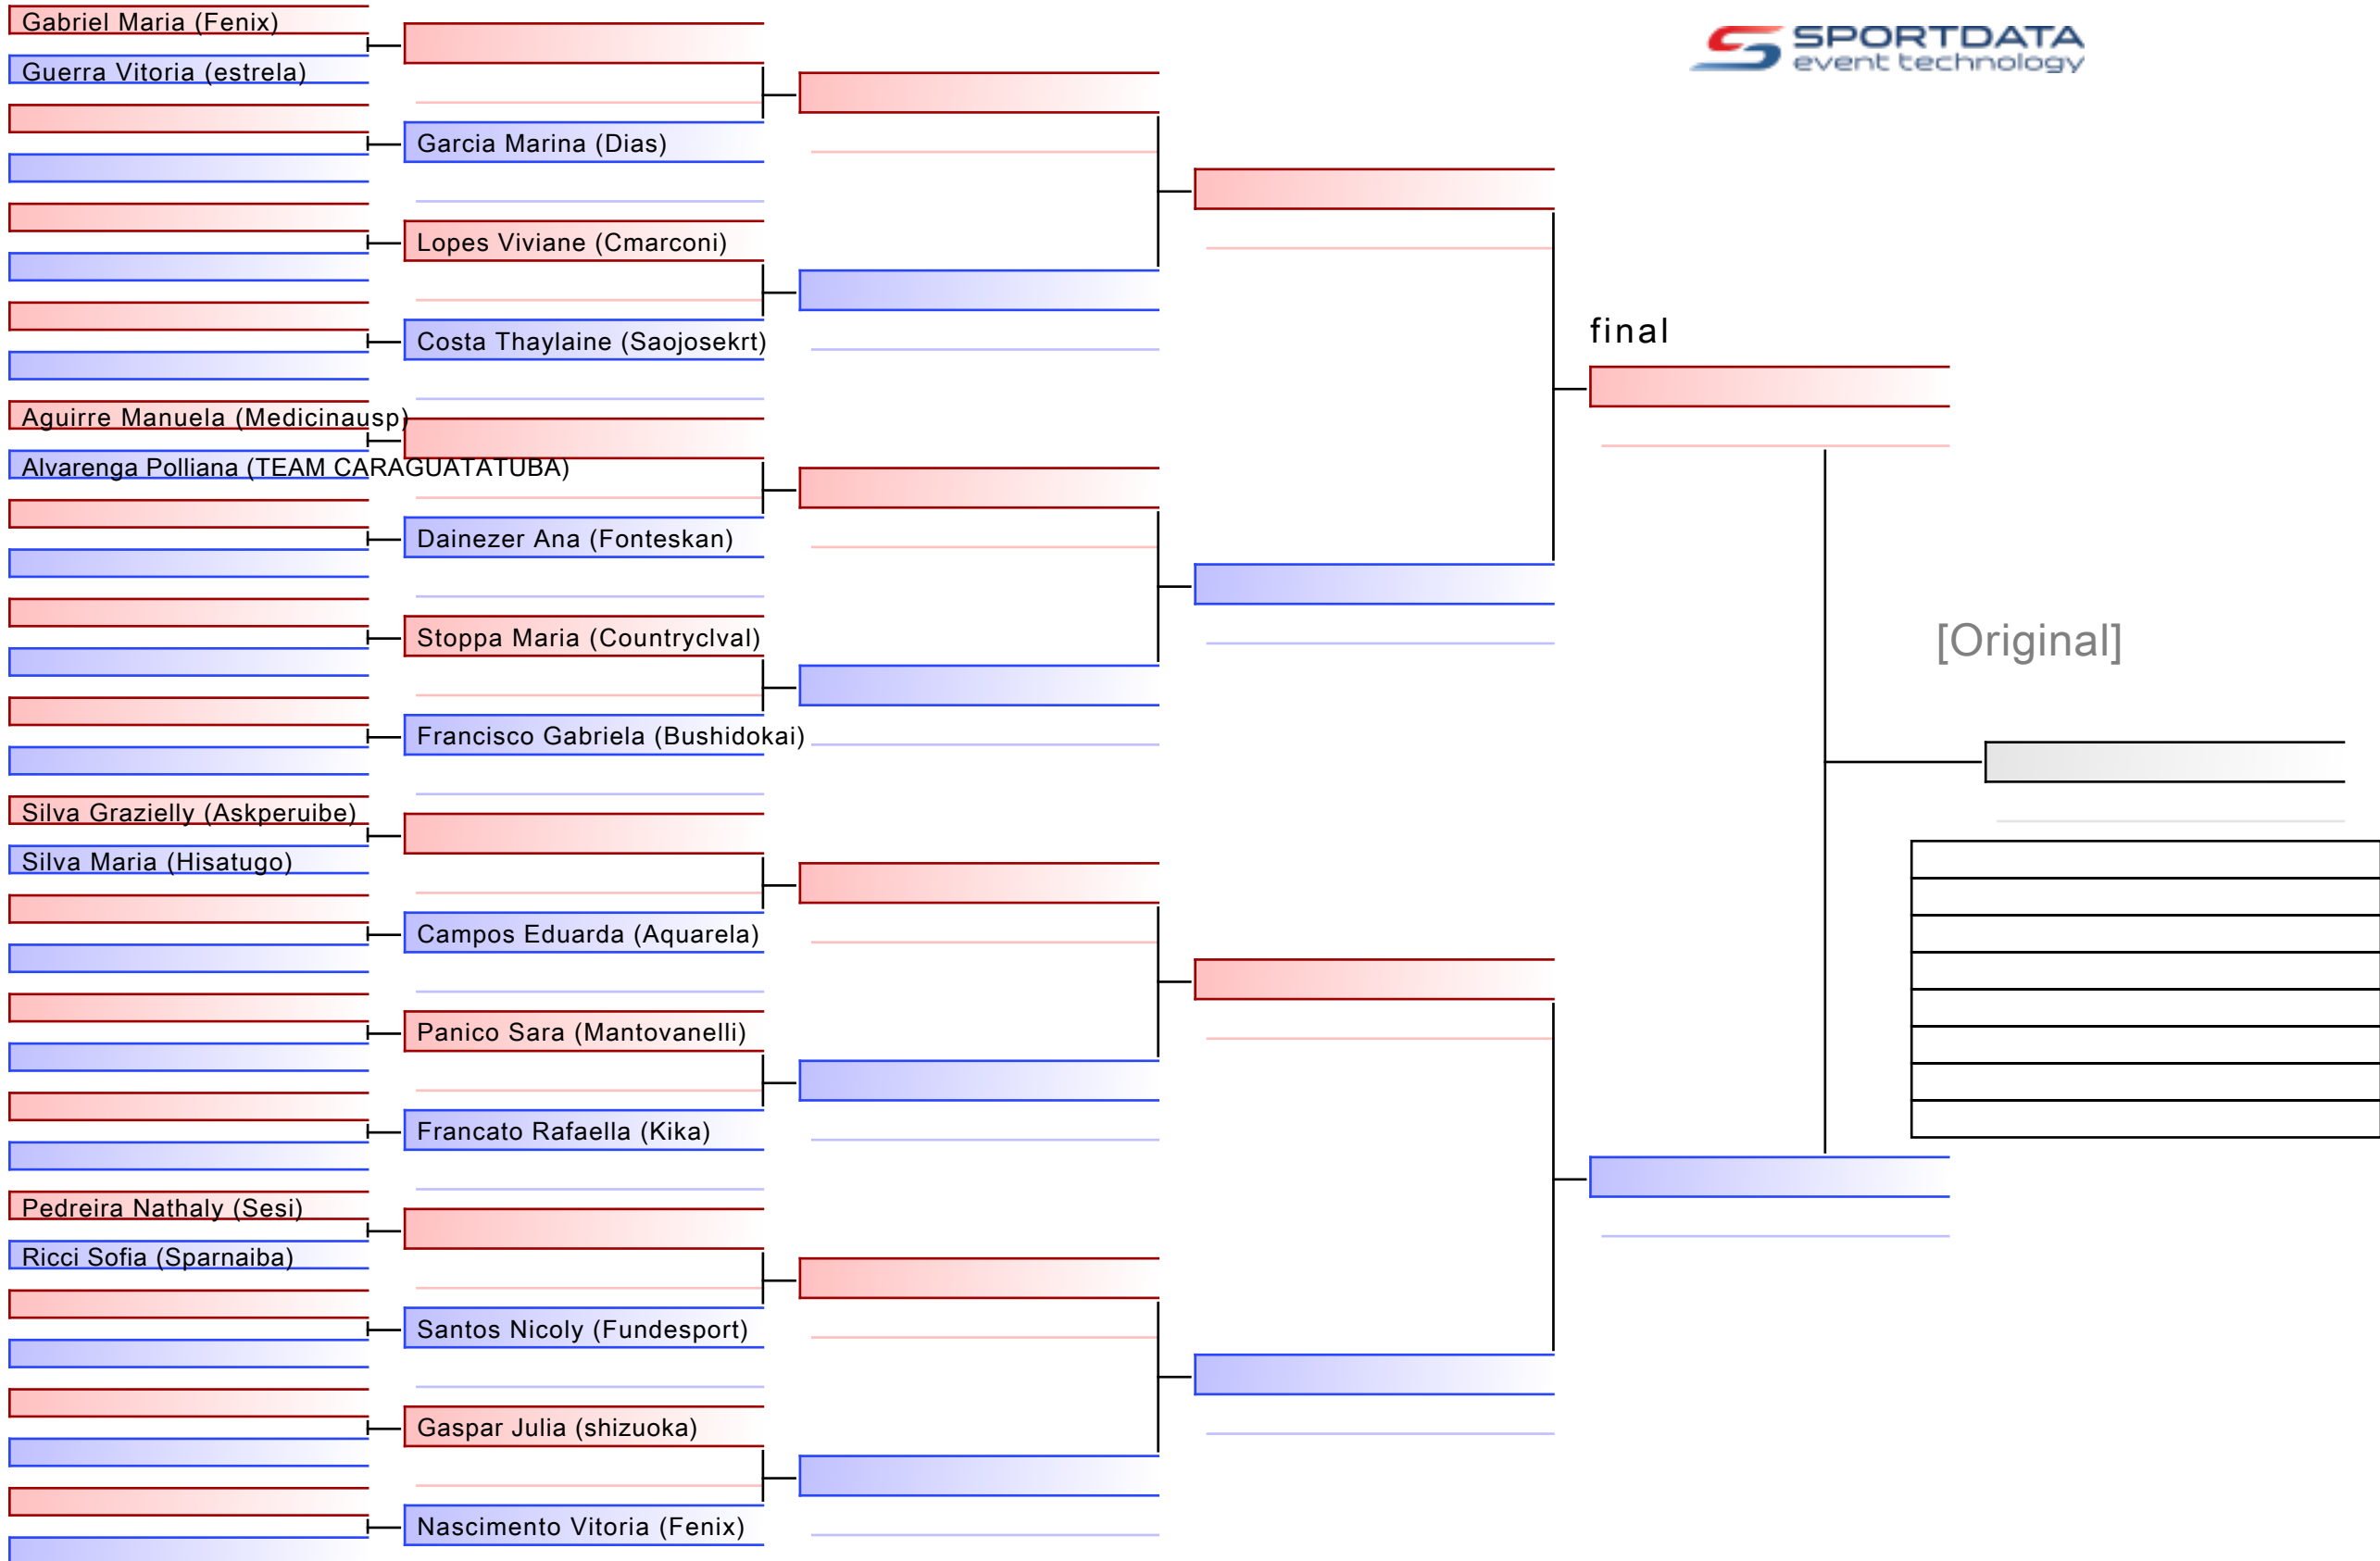 Gabriel Maria (Fenix)
Guerra Vitoria (estrela)
Garcia Marina (Dias)
Lopes Viviane (Cmarconi)
Costa Thaylaine (Saojosekrt)
Aguirre Manuela (Medicinausp)
Alvarenga Polliana (TEAM CARAGUATATUBA)
Dainezer Ana (Fonteskan)
Stoppa Maria (Countryclval)
Francisco Gabriela (Bushidokai)
Silva Grazielly (Askperuibe)
Silva Maria (Hisatugo)
Campos Eduarda (Aquarela)
Panico Sara (Mantovanelli)
Francato Rafaella (Kika)
Pedreira Nathaly (Sesi)
Ricci Sofia (Sparnaiba)
Santos Nicoly (Fundesport)
Gaspar Julia (shizuoka)
Nascimento Vitoria (Fenix)
SPORTDATA
event technology
final
[Original]